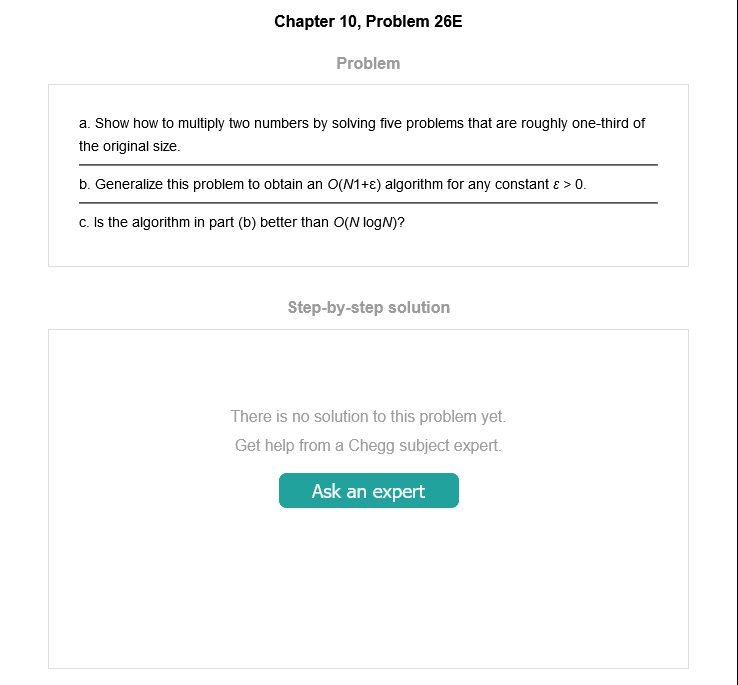 Chapter 10, Problem 26E
Problem
a. Show how to multiply two numbers by solving five problems that are roughly one-third of
the original size.
b. Generalize this problem to obtain an O(N1+ε) algorithm for any constant ε > 0.
c. Is the algorithm in part (b) better than O(N logN)?
Step-by-step solution
There is no solution to this problem yet.
Get help from a Chegg subject expert.
Ask an expert